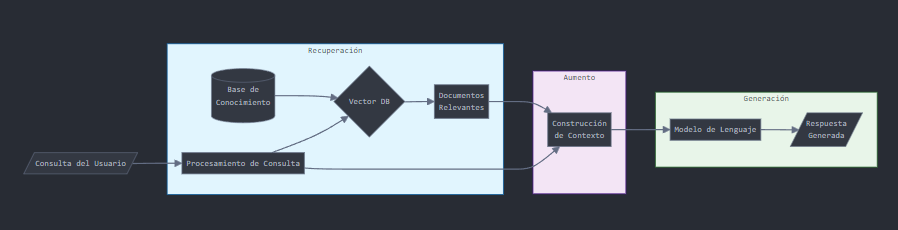 Recuperación
Base de
Conocimiento
Vector DB
Documentos
Relevantes
Consulta del Usuario
Procesamiento de Consulta
Aumento
Construcción
de Contexto
Generación
Modelo de Lenguaje
Respuesta
Generada